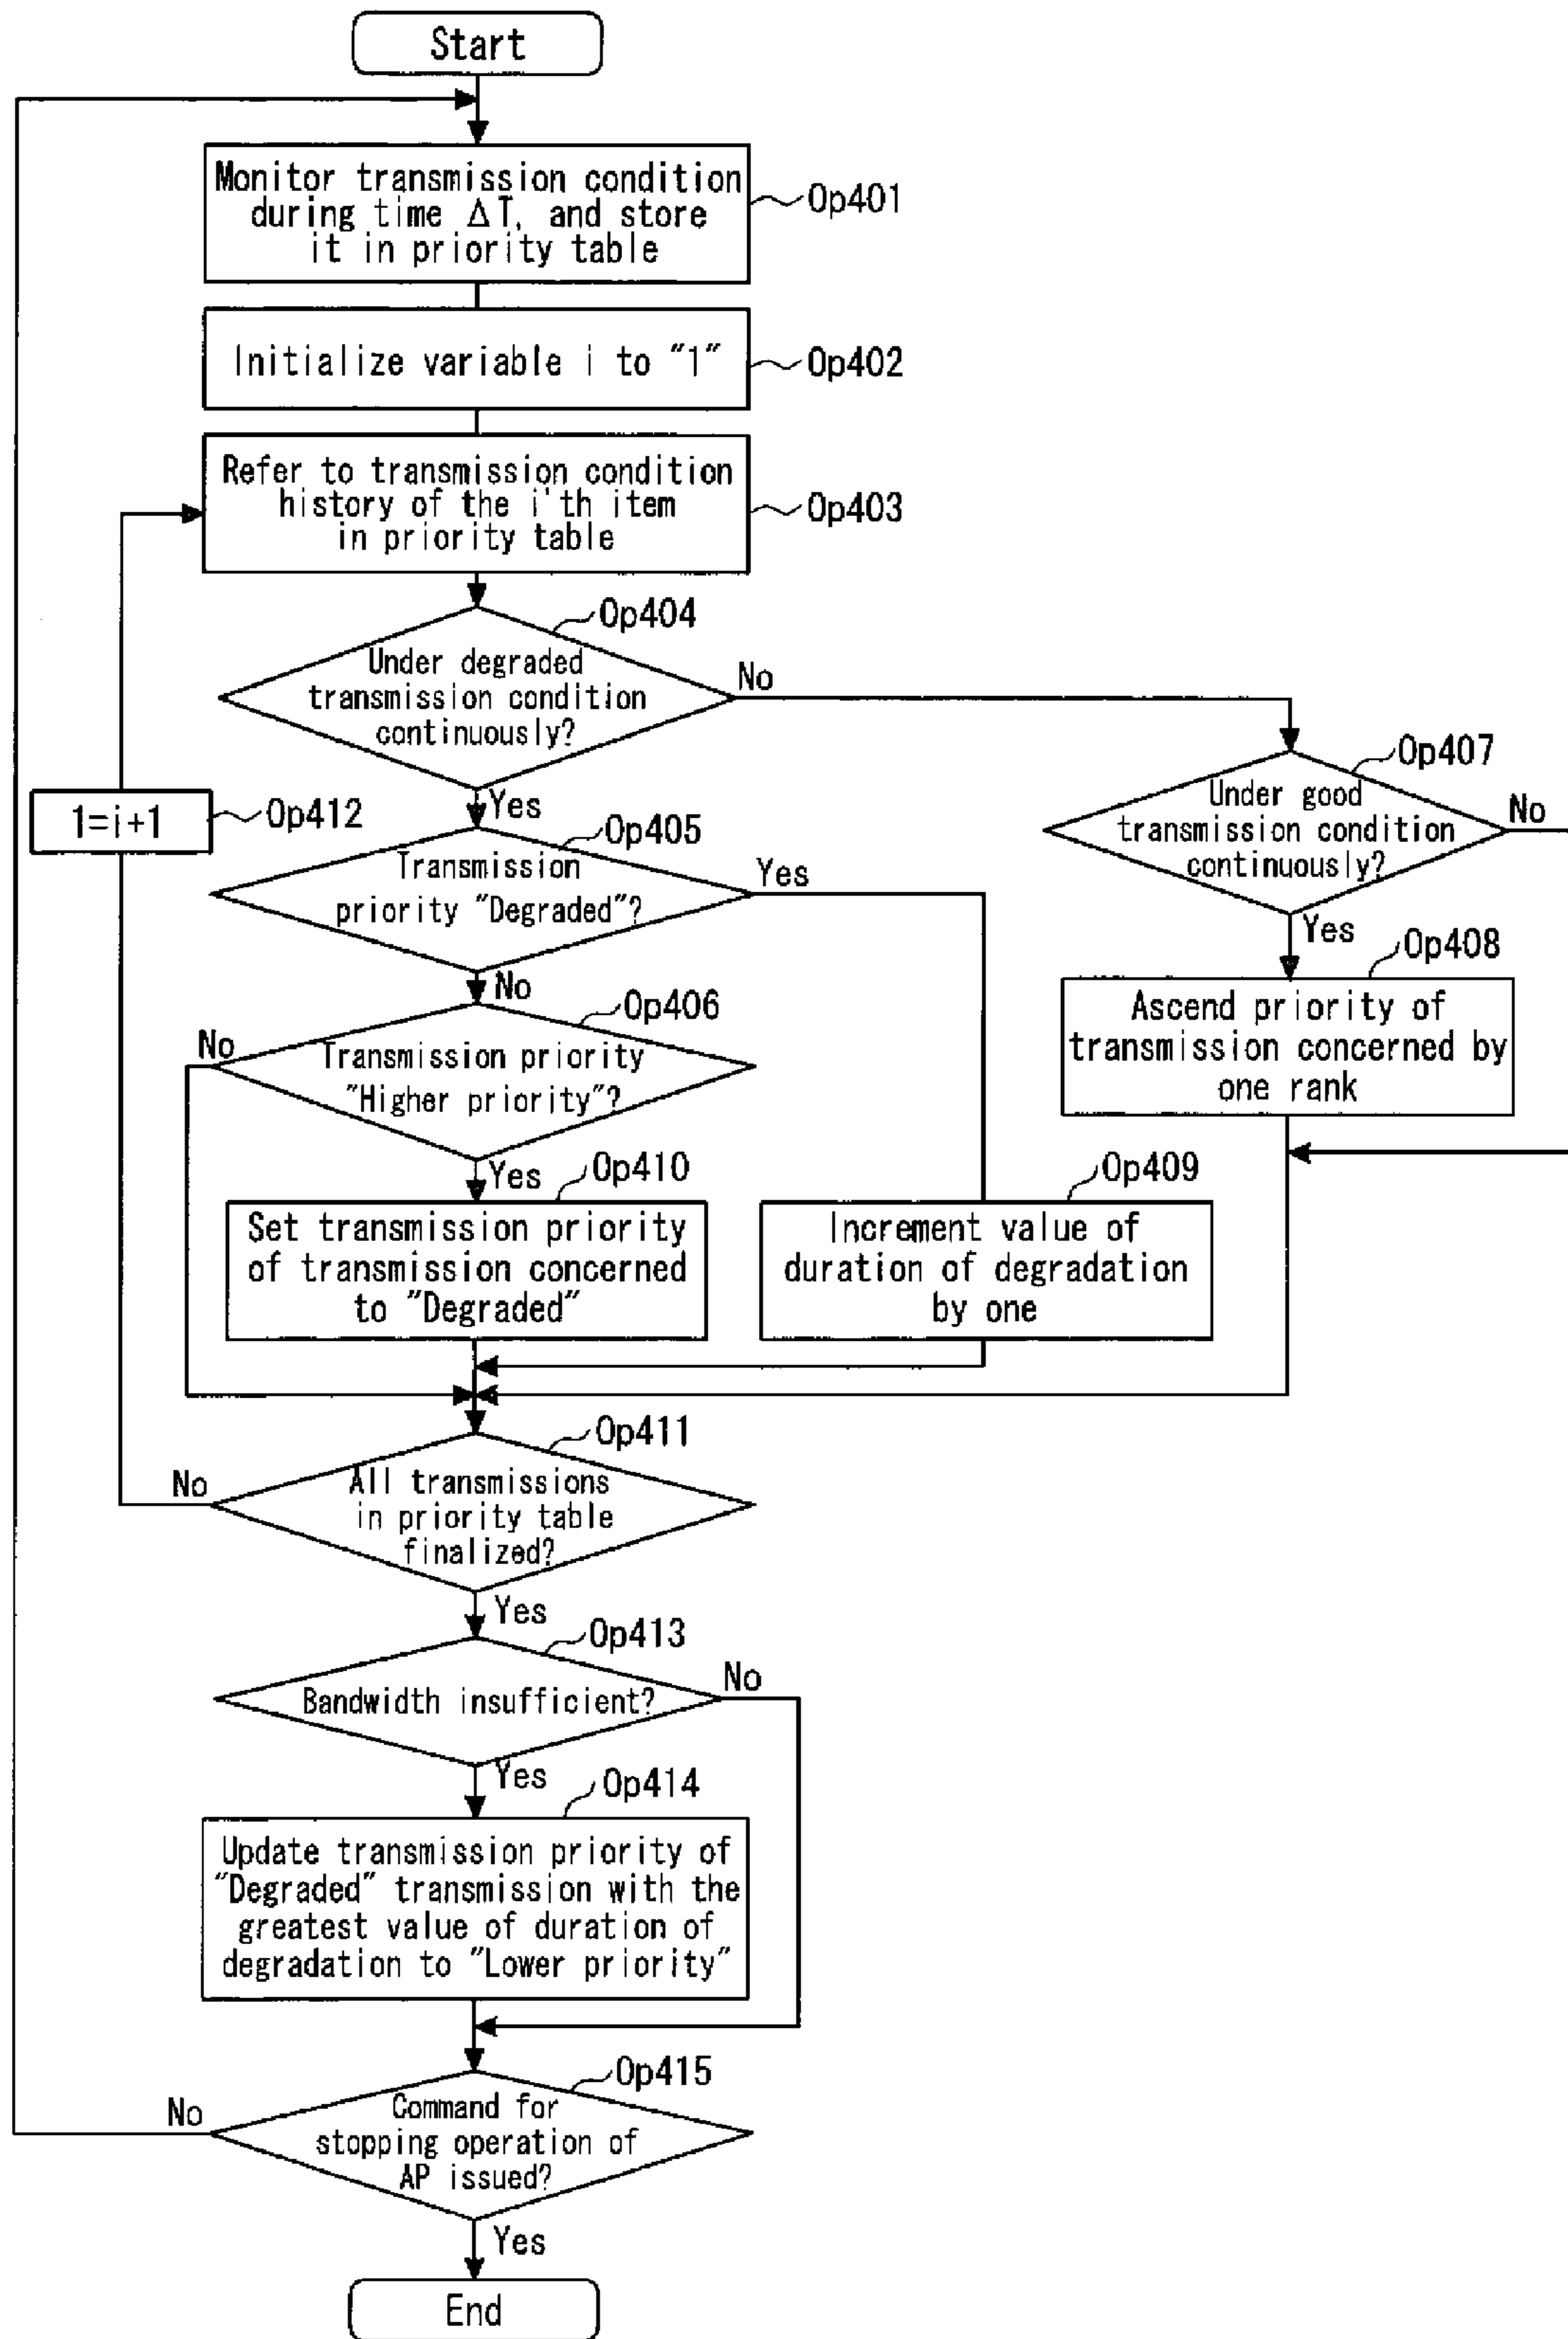 Start
Monitor transmission condition
during time ΔT, and store
it in priority table
Op401
Initialize variable i to "1"
Op402
Refer to transmission condition
history of the i'th item
in priority table
Op403
Op404
Under degraded
transmission condition
continuously?
No
Yes
Op407
Under good
transmission condition
continuously?
No
Yes
1=i+1
Op412
Op405
Transmission
priority "Degraded"?
Yes
No
Op408
Ascend priority of
transmission concerned by
one rank
Op406
Transmission priority
"Higher priority"?
No
Yes
Op410
Set transmission priority
of transmission concerned
to "Degraded"
Op409
Increment value of
duration of degradation
by one
Op411
All transmissions
in priority table
finalized?
No
Yes
Op413
Bandwidth insufficient?
No
Yes
Op414
Update transmission priority of
"Degraded" transmission with the
greatest value of duration of
degradation to "Lower priority"
Op415
Command for
stopping operation of
AP issued?
No
Yes
End